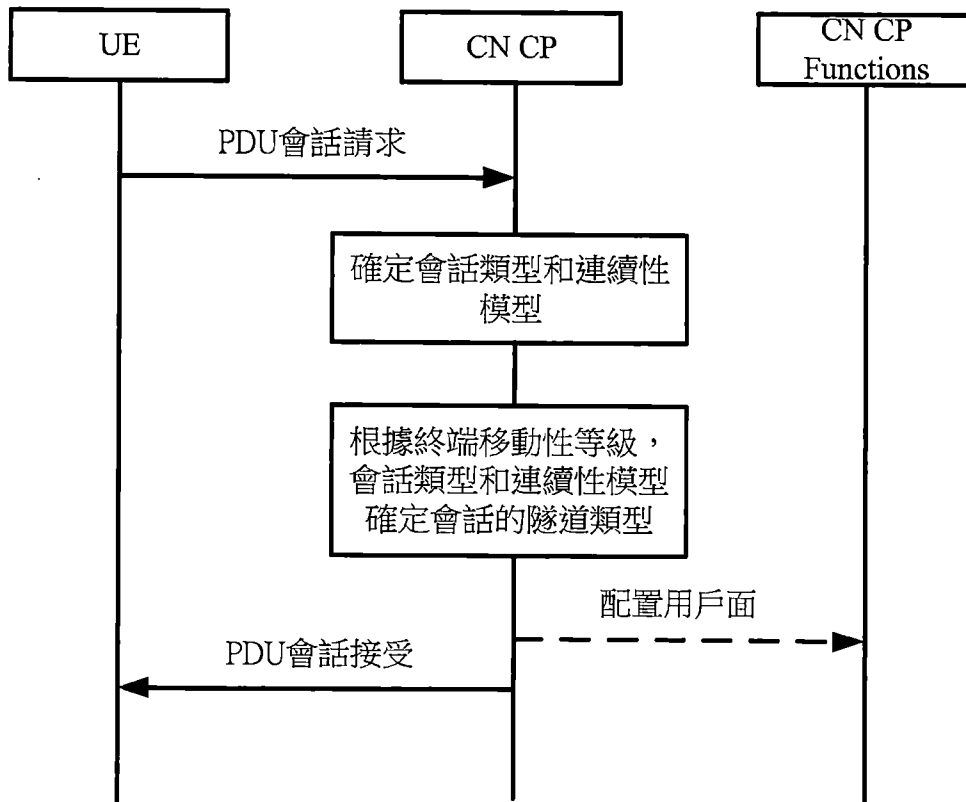 UE
CN CP
CN CP
Functions
PDU會話請求
確定會話類型和連續性
模型
根據終端移動性等級，
會話類型和連續性模型
確定會話的隧道類型
配置用戶面
PDU會話接受